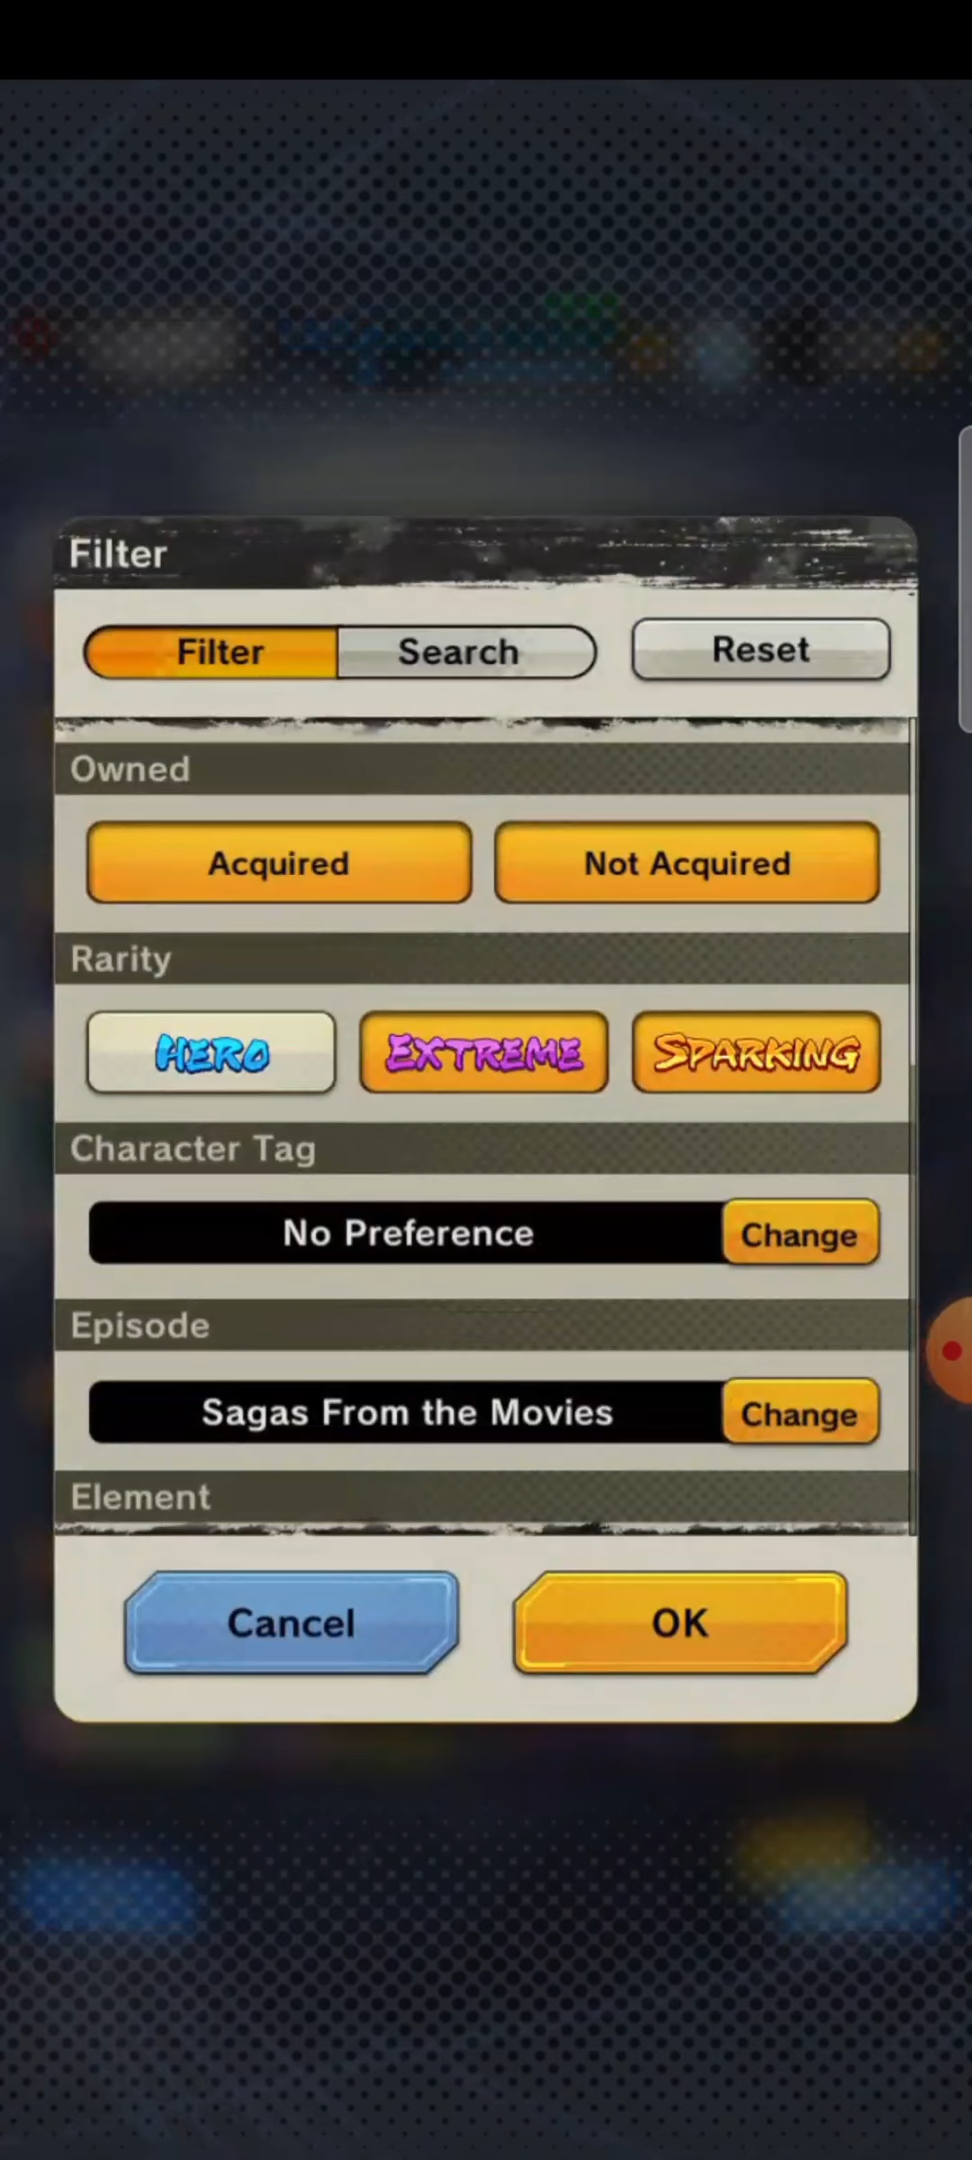 Filter
Filter
Search
Reset
Owned
Acquired
Not Acquired
Rarity
HERO
EXTREME
SPARKING
Character Tag
No Preference
Change
Episode
Sagas From the Movies
Change
Element
Cancel
OK